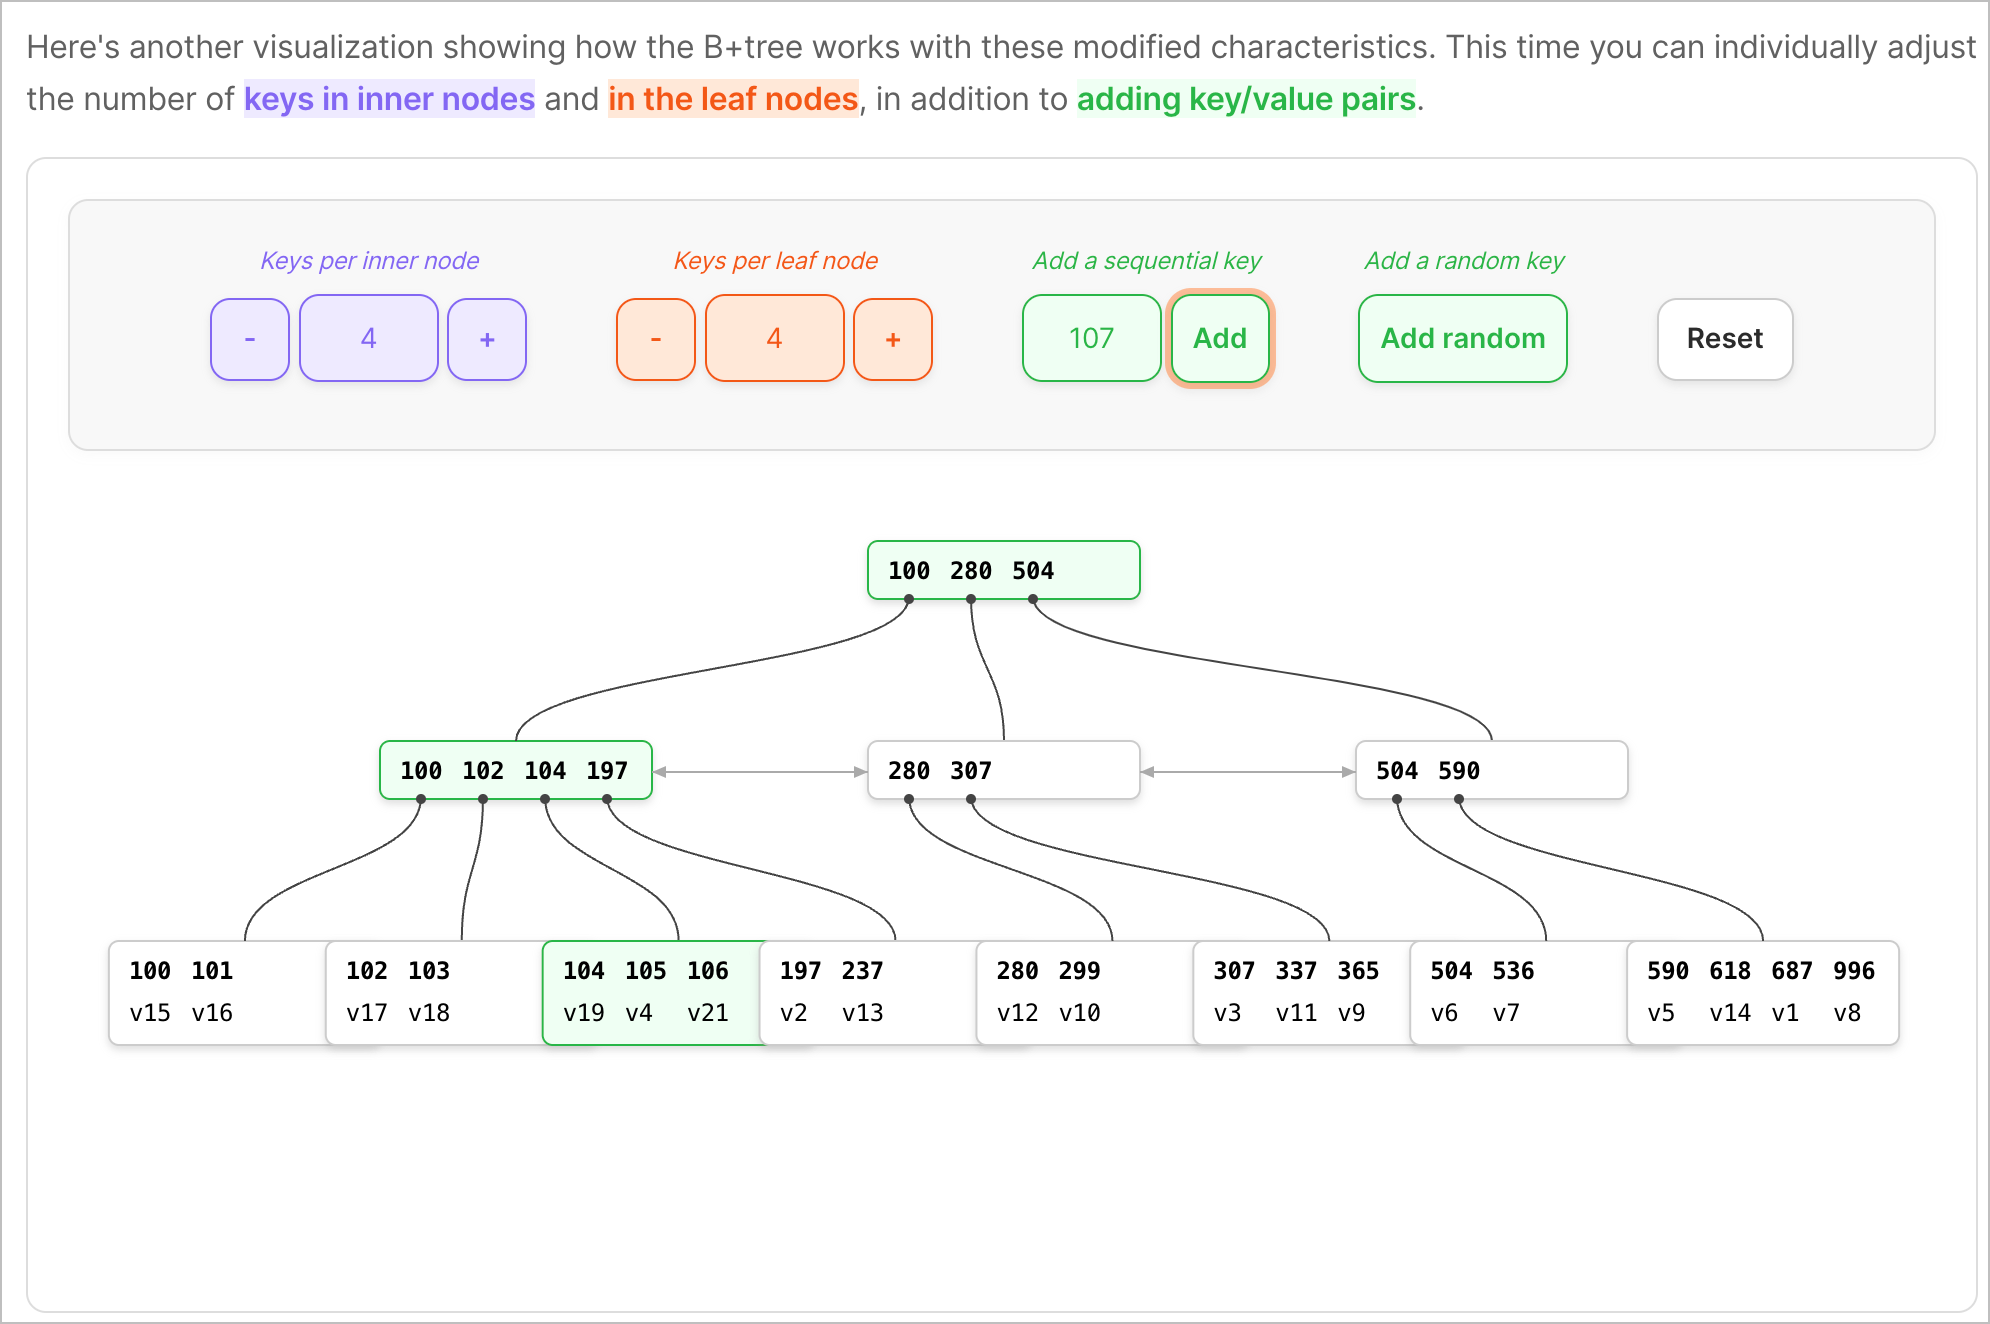 Here's another visualization showing how the B+tree works with these modified characteristics. This time you can individually adjust
the number of keys in inner nodes and in the leaf nodes, in addition to adding key/value pairs.
Keys per inner node
Keys per leaf node
Add a sequential key
Add a random key
- 4 +
- 4 +
107 Add
Add random
Reset
100 280 504
100 102 104 197
280 307
504 590
100 101
v15 v16
102 103
v17 v18
104 105 106
v19 v4 v21
197 237
v2 v13
280 299
v12 v10
307 337 365
v3 v11 v9
504 536
v6 v7
590 618 687 996
v5 v14 v1 v8